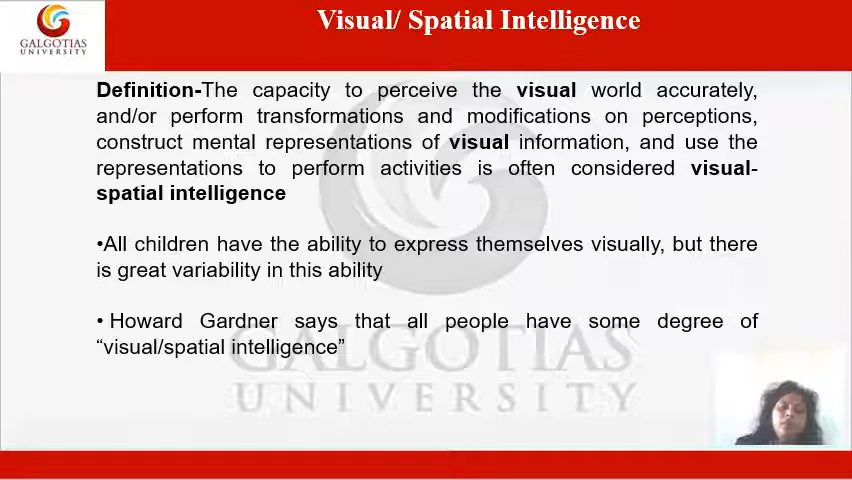 Visual/ Spatial Intelligence
GALGOTIAS
UNIVERSITY
Definition-The capacity to perceive the visual world accurately,
and/or perform transformations and modifications on perceptions,
construct mental representations of visual information, and use the
representations to perform activities is often considered visual-
spatial intelligence
•All children have the ability to express themselves visually, but there
is great variability in this ability
• Howard Gardner says that all people have some degree of
“visual/spatial intelligence”
GALGOTIAS
UNIVERSITY